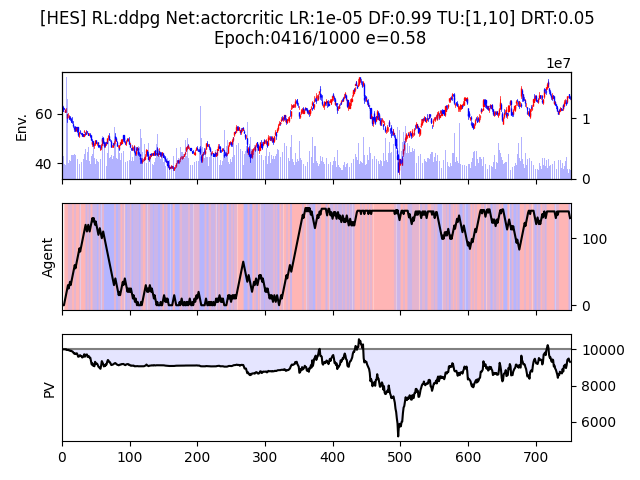 [HES] RL:ddpg Net:actorcritic LR:1e-05 DF:0.99 TU:[1,10] DRT:0.05
Epoch:0416/1000 e=0.58
1e7
Env.
60
40
1
0
Agent
100
0
PV
10000
8000
6000
0 100 200 300 400 500 600 700